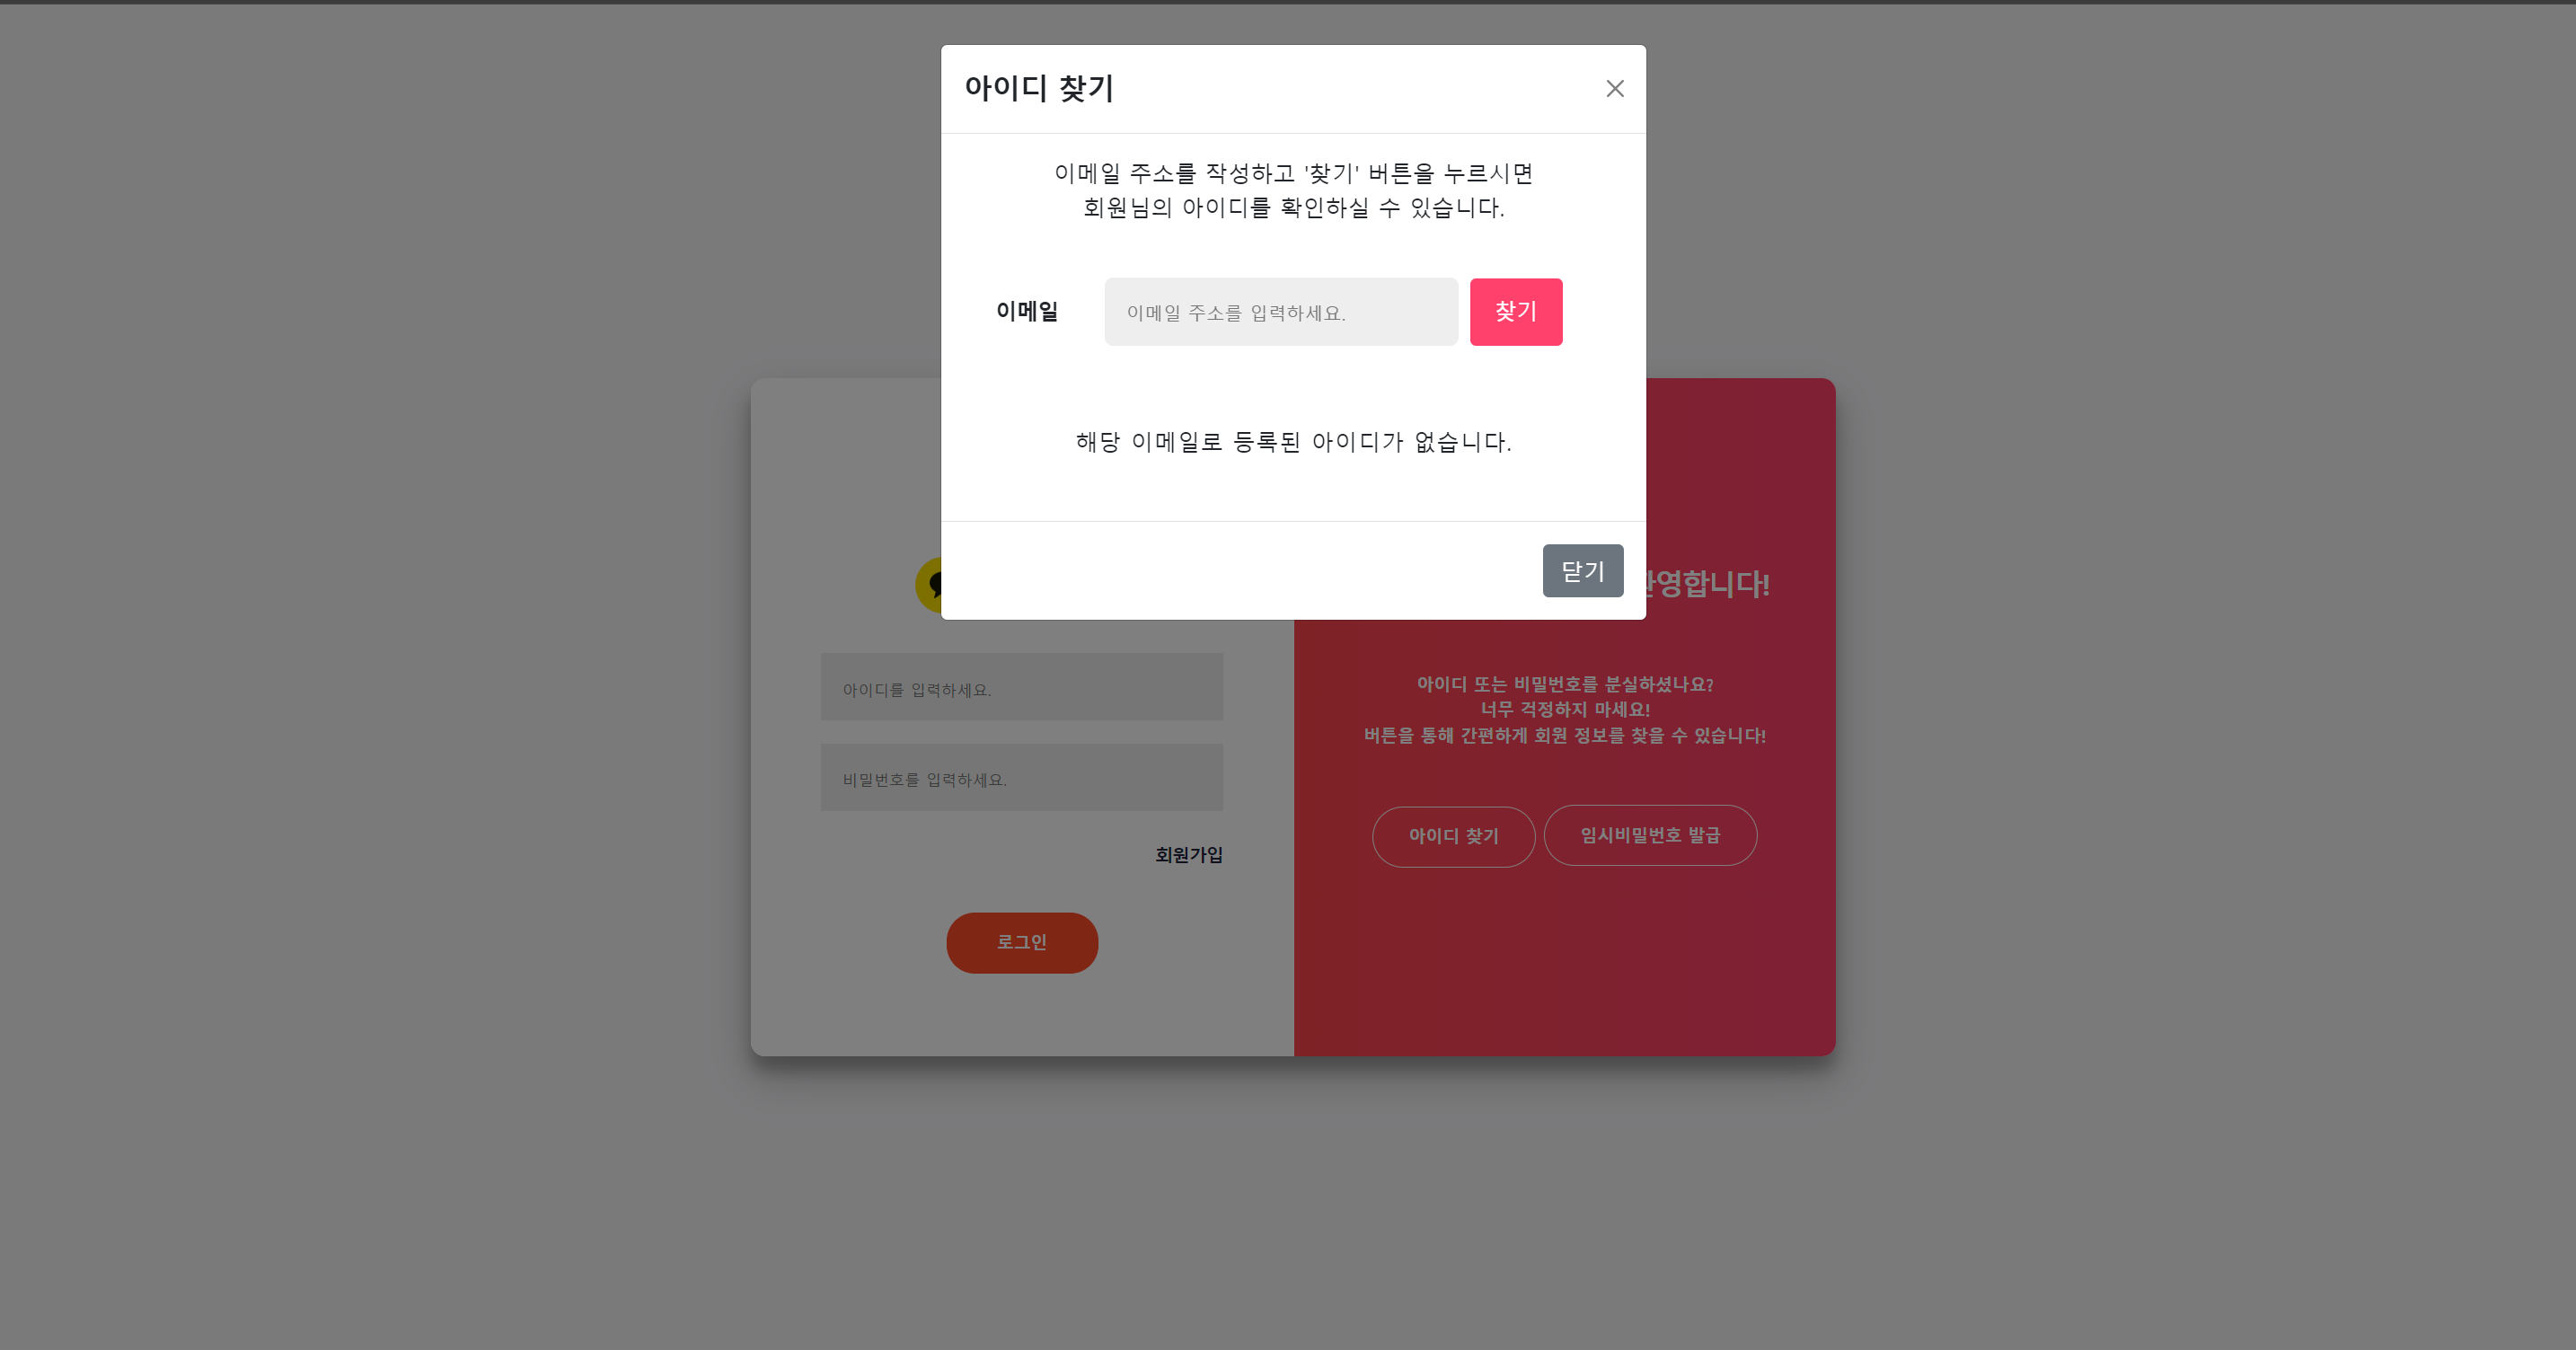 아이디 찾기
이메일 주소를 작성하고 '찾기' 버튼을 누르시면
회원님의 아이디를 확인하실 수 있습니다.
이메일
이메일 주소를 입력하세요.
찾기
해당 이메일로 등록된 아이디가 없습니다.
닫기
아이디를 입력하세요.
비밀번호를 입력하세요.
회원가입
로그인
환영합니다!
아이디 또는 비밀번호를 분실하셨나요?
너무 걱정하지 마세요!
버튼을 통해 간편하게 회원 정보를 찾을 수 있습니다!
아이디 찾기
임시비밀번호 발급